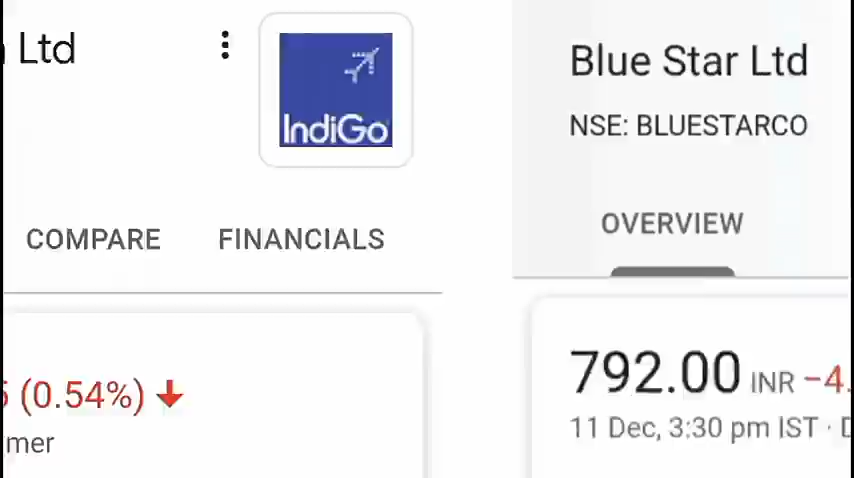 Ltd
IndiGo
COMPARE FINANCIALS
(0.54%)
mer
Blue Star Ltd
NSE: BLUESTARCO
OVERVIEW
792.00 INR −4.
11 Dec, 3:30 pm IST ·